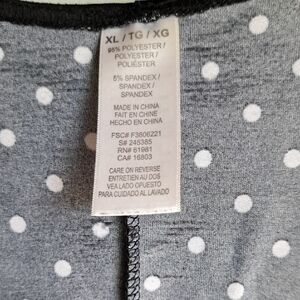 XL / TG / XG
95% POLYESTER /
POLYESTER /
POLIÉSTER
5% SPANDEX /
SPANDEX /
SPANDEX
MADE IN CHINA
FAIT EN CHINE
HECHO EN CHINA
FSC# F3606221
S# 245385
RN# 61981
CA# 16803
CARE ON REVERSE
ENTRETIEN AU DOS
VEA LADO OPUESTO
PARA CUIDADO AL LAVADO